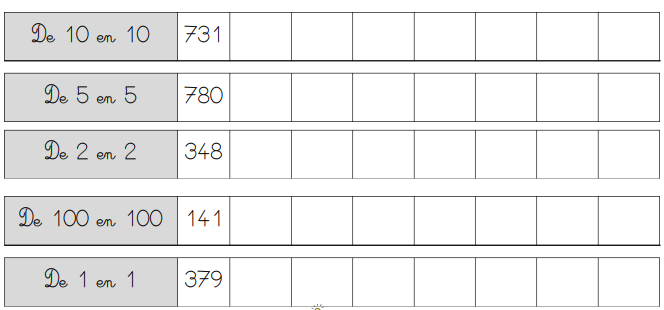 De 10 en 10 731
De 5 en 5 780
De 2 en 2 348
De 100 en 100 141
De 1 en 1 379